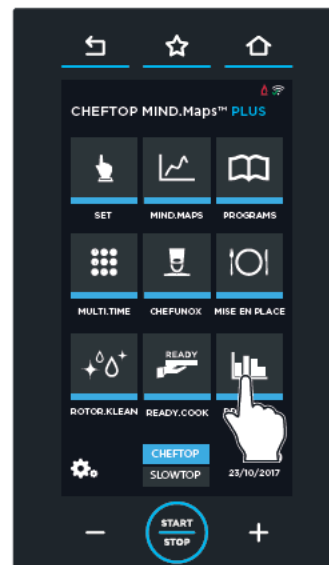 CHEFTOP MIND.Maps™ PLUS
SET MIND.MAPS PROGRAMS
MULTI.TIME CHEFUNOX MISE EN PLACE
READY
ROTOR.KLEAN READY.COOK
CHEFTOP
SLOWTOP 23/10/2017
START
STOP